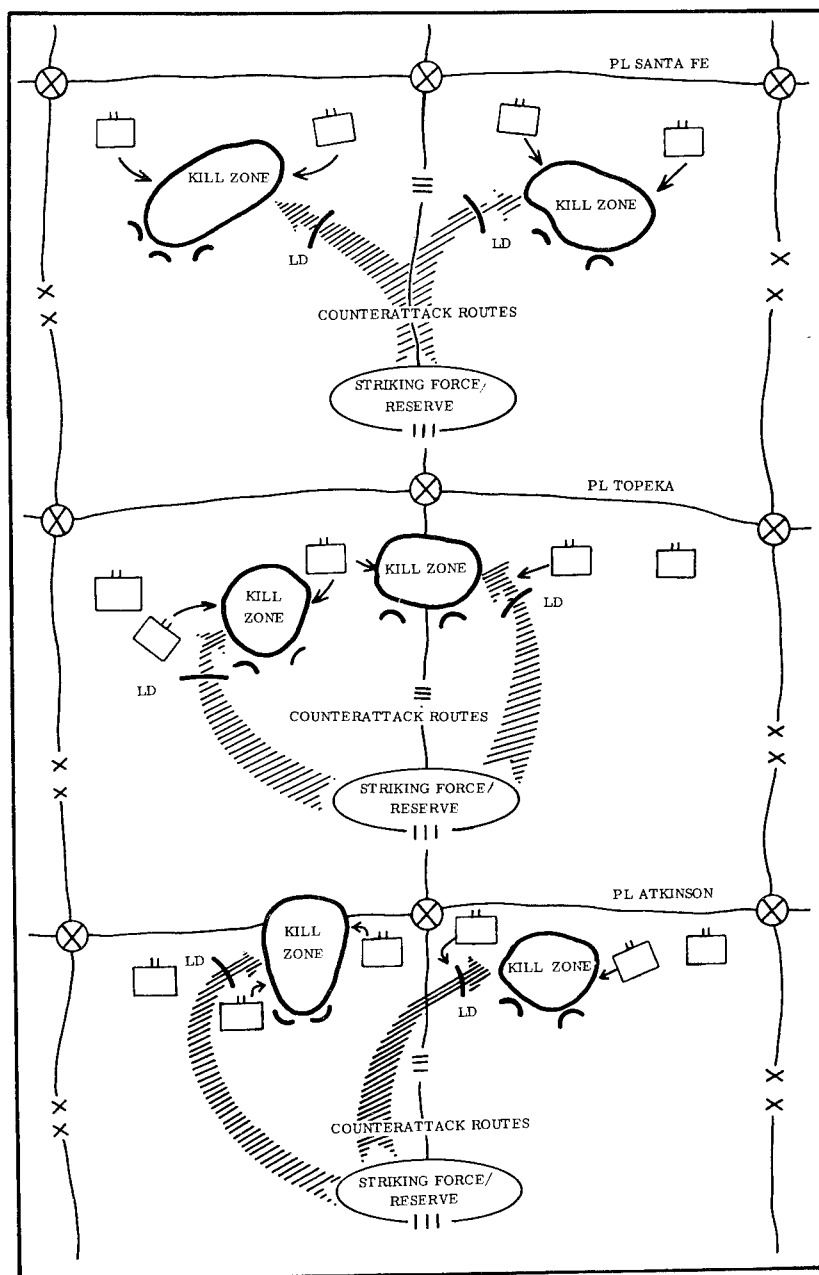 PL SANTA FE
KILL ZONE
KILL ZONE
LD
LD
COUNTERATTACK ROUTES
STRIKING FORCE/
RESERVE
PL TOPEKA
KILL ZONE
KILL
ZONE
LD
LD
COUNTERATTACK ROUTES
STRIKING FORCE/
RESERVE
PL ATKINSON
KILL
ZONE
LD
KILL ZONE
LD
COUNTERATTACK ROUTES
STRIKING FORCE/
RESERVE